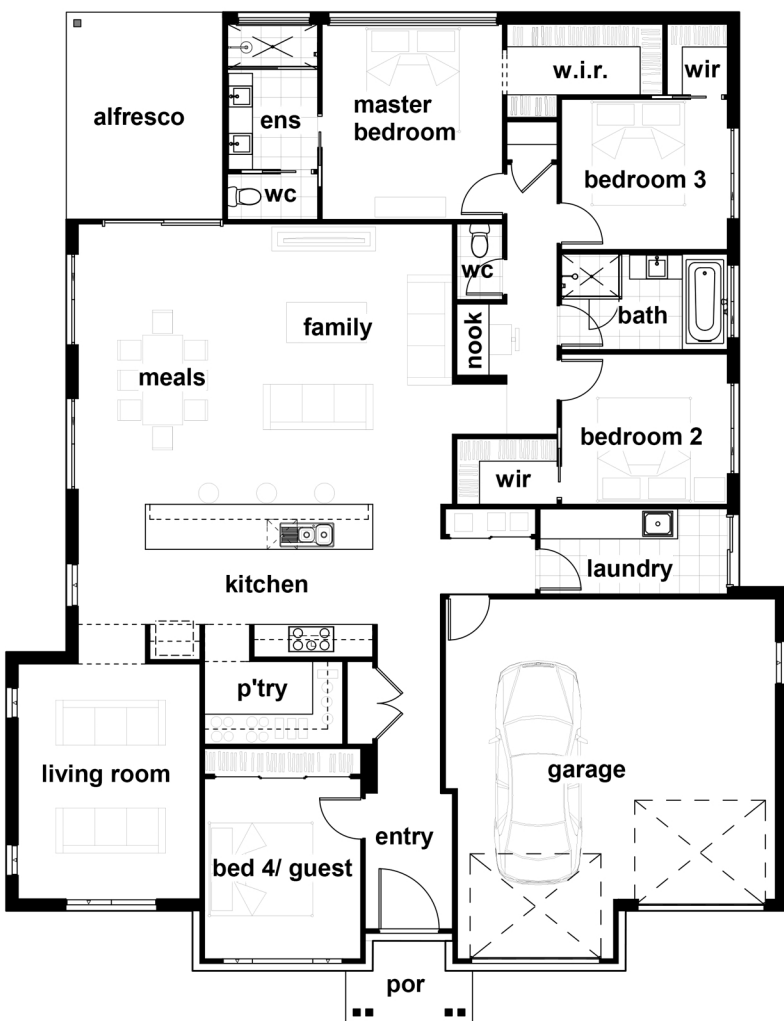 w.i.r.
wir
master
bedroom
alfresco
ens
bedroom 3
wc
wc
bath
family
nook
meals
bedroom 2
wir
laundry
kitchen
p'try
living room
garage
entry
bed 4/ guest
por